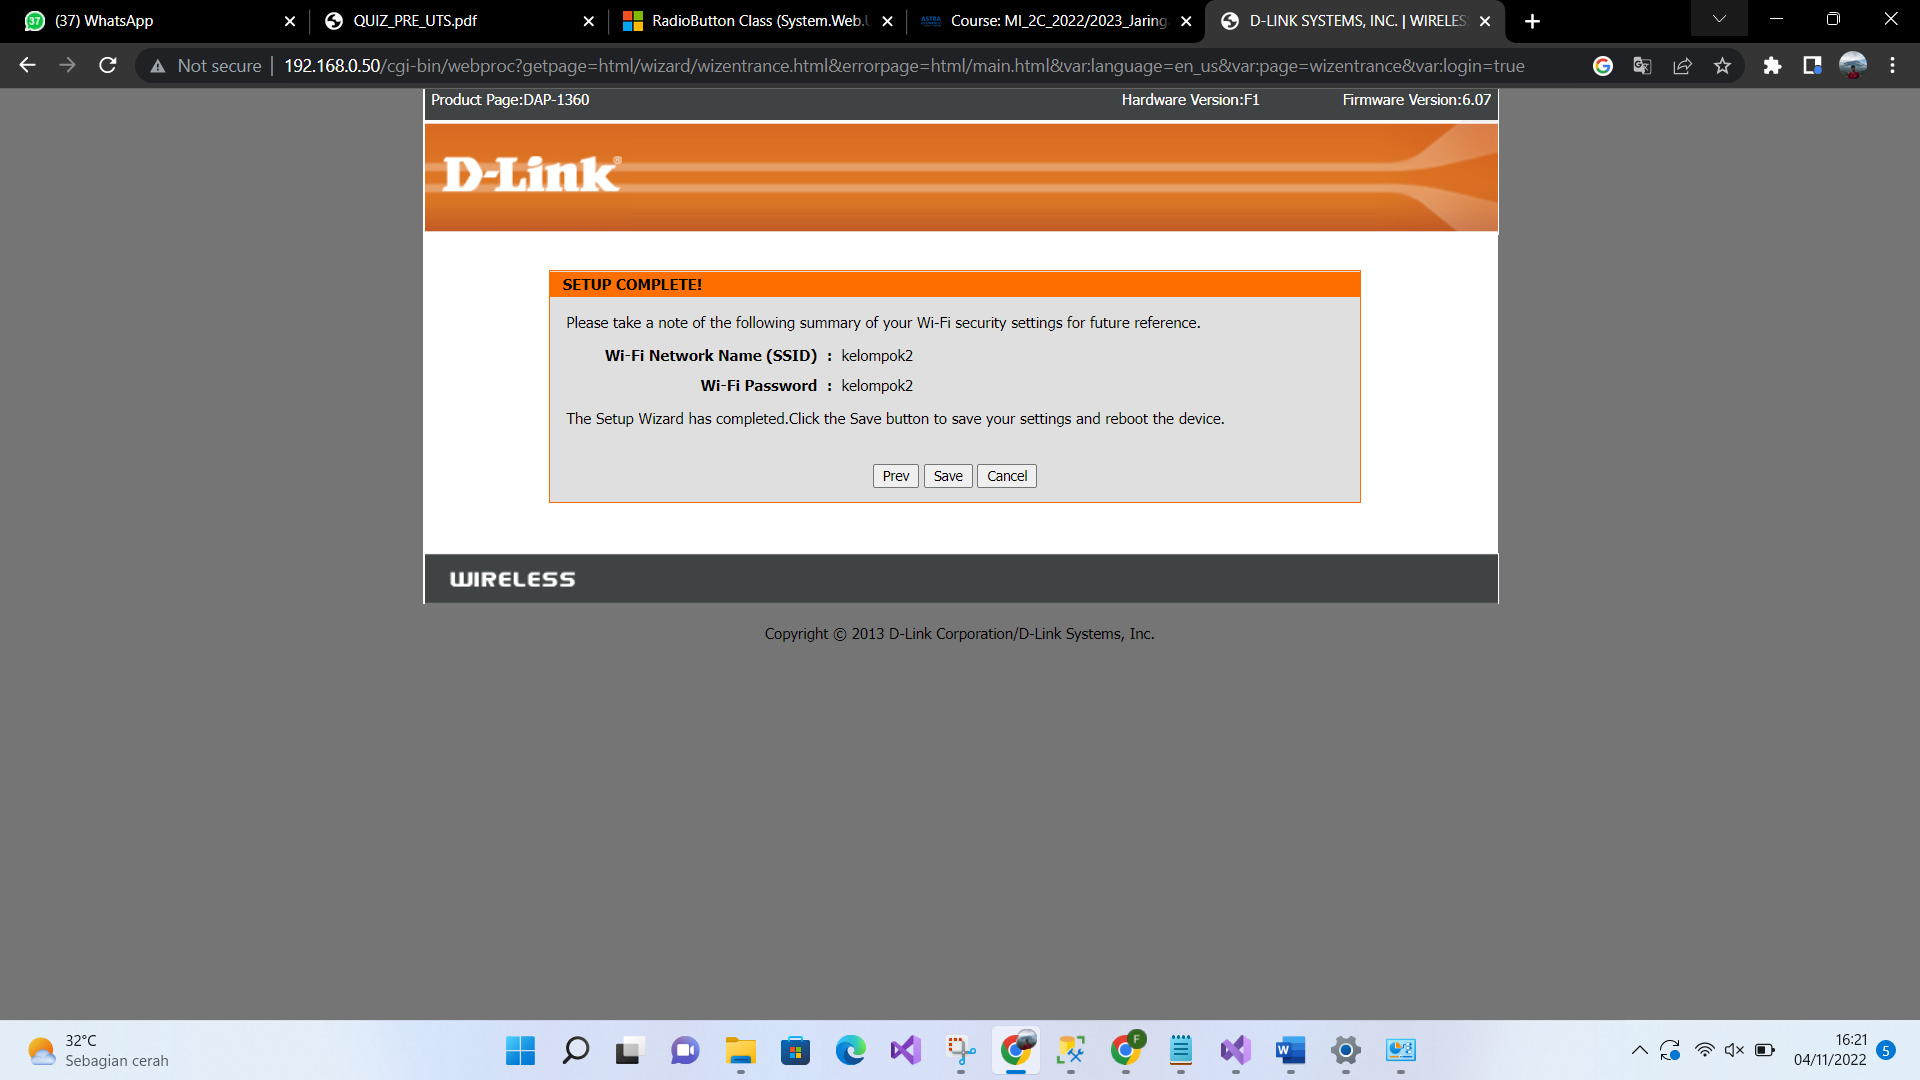 37
(37) WhatsApp
QUIZ_PRE_UTS.pdf
RadioButton Class (System.Web.U
ASTRA
Course: MI_2C_2022/2023_Jaring
D-LINK SYSTEMS, INC. | WIRELES
Not secure
192.168.0.50/cgi-bin/webproc?getpage=html/wizard/wizentrance.html&errorpage=html/main.html&var:language=en_us&var:page=wizentrance&var:login=true
Product Page:DAP-1360
Hardware Version:F1
Firmware Version:6.07
D-Link®
SETUP COMPLETE!
Please take a note of the following summary of your Wi-Fi security settings for future reference.
Wi-Fi Network Name (SSID) : kelompok2
Wi-Fi Password : kelompok2
The Setup Wizard has completed.Click the Save button to save your settings and reboot the device.
Prev Save Cancel
WIRELESS
Copyright © 2013 D-Link Corporation/D-Link Systems, Inc.
32°C
Sebagian cerah
F
W
16:21
04/11/2022
5